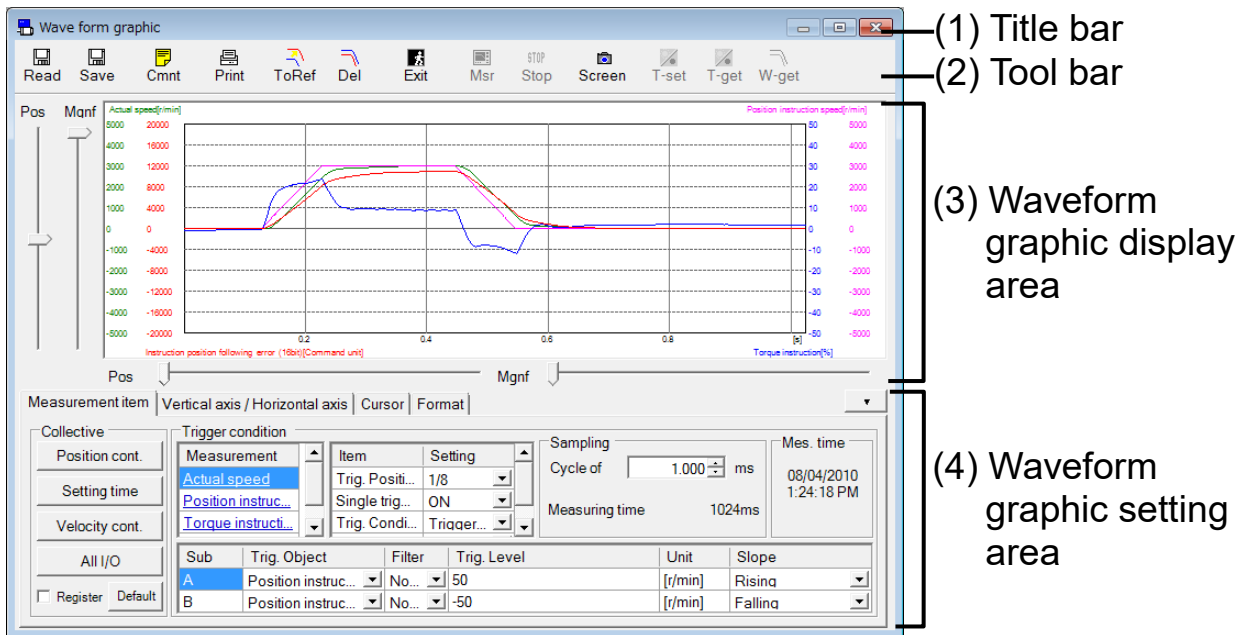 Wave form graphic
(1) Title bar
Read Save Cmnt Print ToRef Del Exit Msr STOP Stop Screen T-set T-get W-get
(2) Tool bar
Pos Mgnf
Actual speed[r/min] Position instruction speed[r/min]
5000 20000 50 5000
4000 16000 40 4000
3000 12000 30 3000
2000 8000 20 2000
1000 4000 10 1000
0 0 0 0
-1000 -4000 -10 -1000
-2000 -8000 -20 -2000
-3000 -12000 -30 -3000
-4000 -16000 -40 -4000
-5000 -20000 -50 -5000
0.2 0.4 0.6 0.8 [s]
Instruction position following error (16bit)[Command unit] Torque instruction[%]
Pos Mgnf
(3) Waveform
graphic display
area
Measurement item Vertical axis / Horizontal axis Cursor Format
Collective
Position cont.
Setting time
Velocity cont.
All I/O
Register Default
Trigger condition
Measurement
Actual speed
Position instruc...
Torque instructi...
Item Setting
Trig. Positi... 1/8
Single trig... ON
Trig. Condi... Trigger...
Sampling
Cycle of 1.000 ms
Measuring time 1024ms
Mes. time
08/04/2010
1:24:18 PM
Sub Trig. Object Filter Trig. Level Unit Slope
A Position instruc... No... 50 [r/min] Rising
B Position instruc... No... -50 [r/min] Falling
(4) Waveform
graphic setting
area